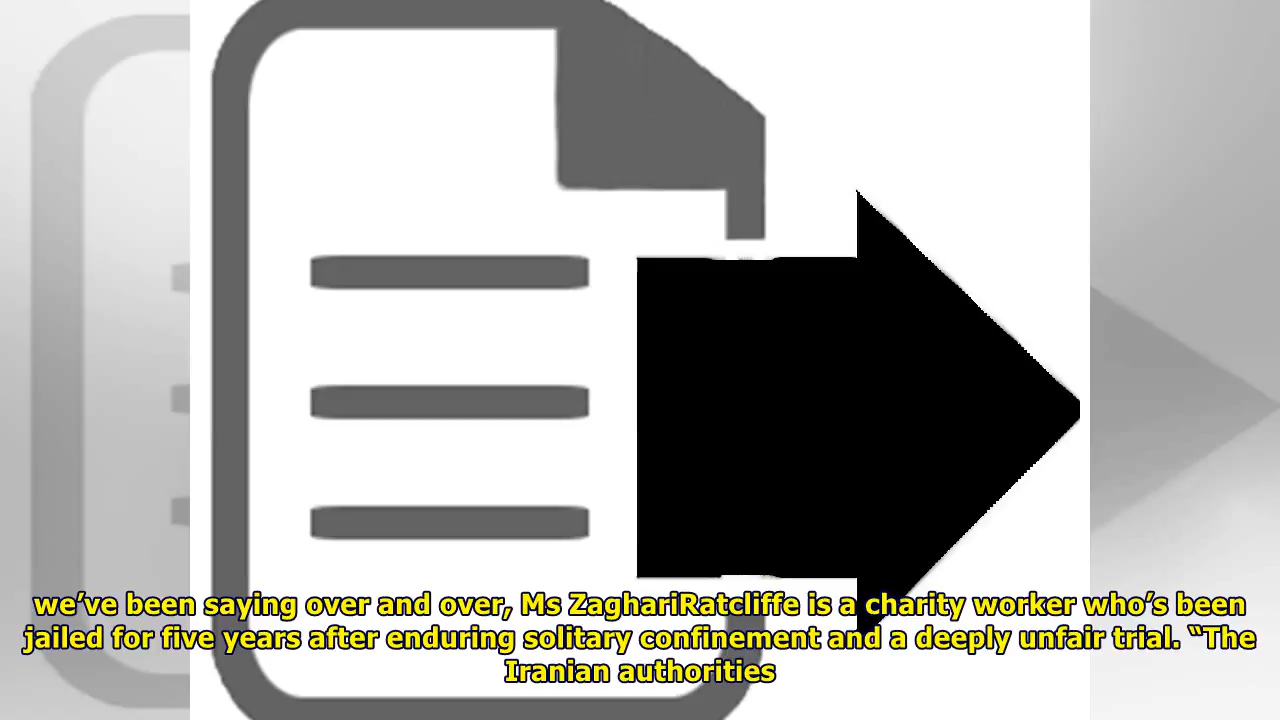 we’ve been saying over and over, Ms ZaghariRatcliffe is a charity worker who’s been
jailed for five years after enduring solitary confinement and a deeply unfair trial. “The
Iranian authorities